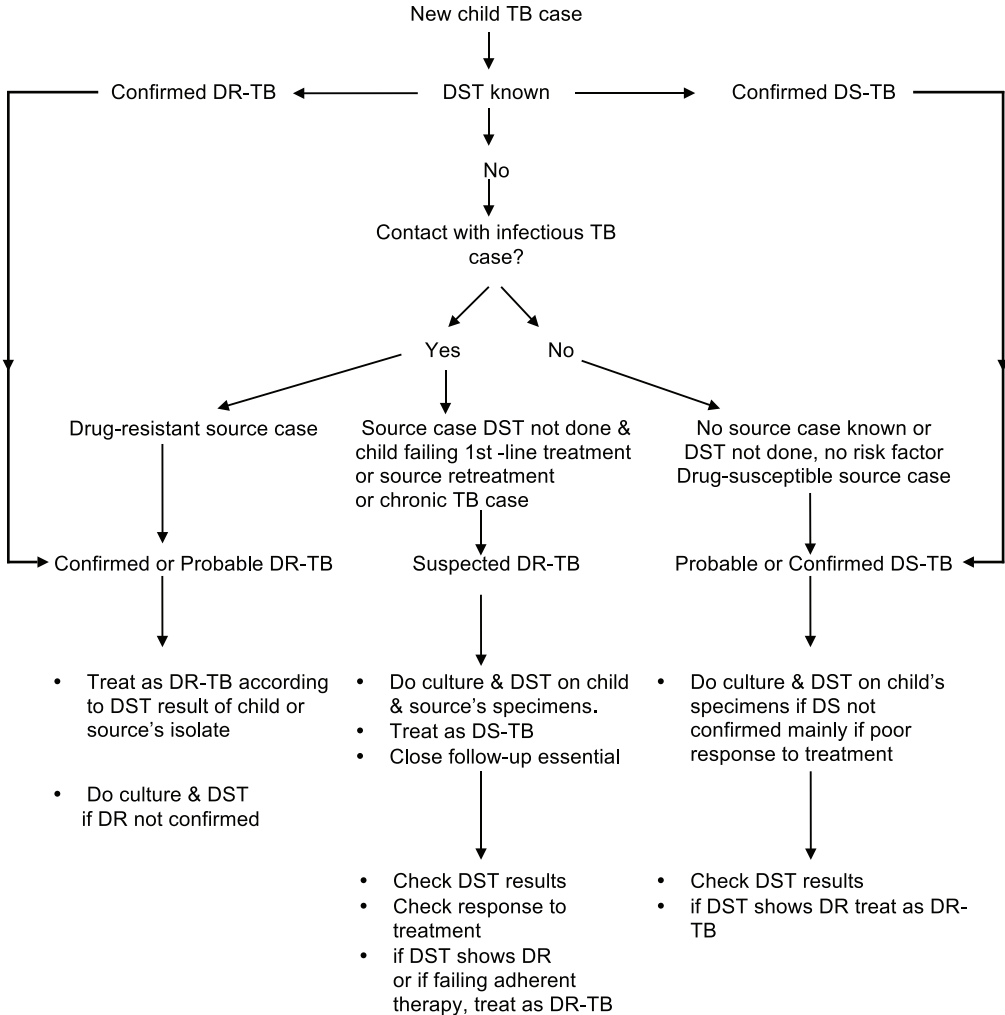 New child TB case
Confirmed DR-TB
DST known
Confirmed DS-TB
No
Contact with infectious TB
case?
Yes
No
Drug-resistant source case
Source case DST not done &
child failing 1st -line treatment
or source retreatment
or chronic TB case
No source case known or
DST not done, no risk factor
Drug-susceptible source case
Confirmed or Probable DR-TB
Suspected DR-TB
Probable or Confirmed DS-TB
• Treat as DR-TB according
to DST result of child or
source's isolate
• Do culture & DST
if DR not confirmed
• Do culture & DST on child
& source's specimens.
• Treat as DS-TB
• Close follow-up essential
• Do culture & DST on child's
specimens if DS not
confirmed mainly if poor
response to treatment
• Check DST results
• Check response to
treatment
• if DST shows DR
or if failing adherent
therapy, treat as DR-TB
• Check DST results
• if DST shows DR treat as DR-
TB